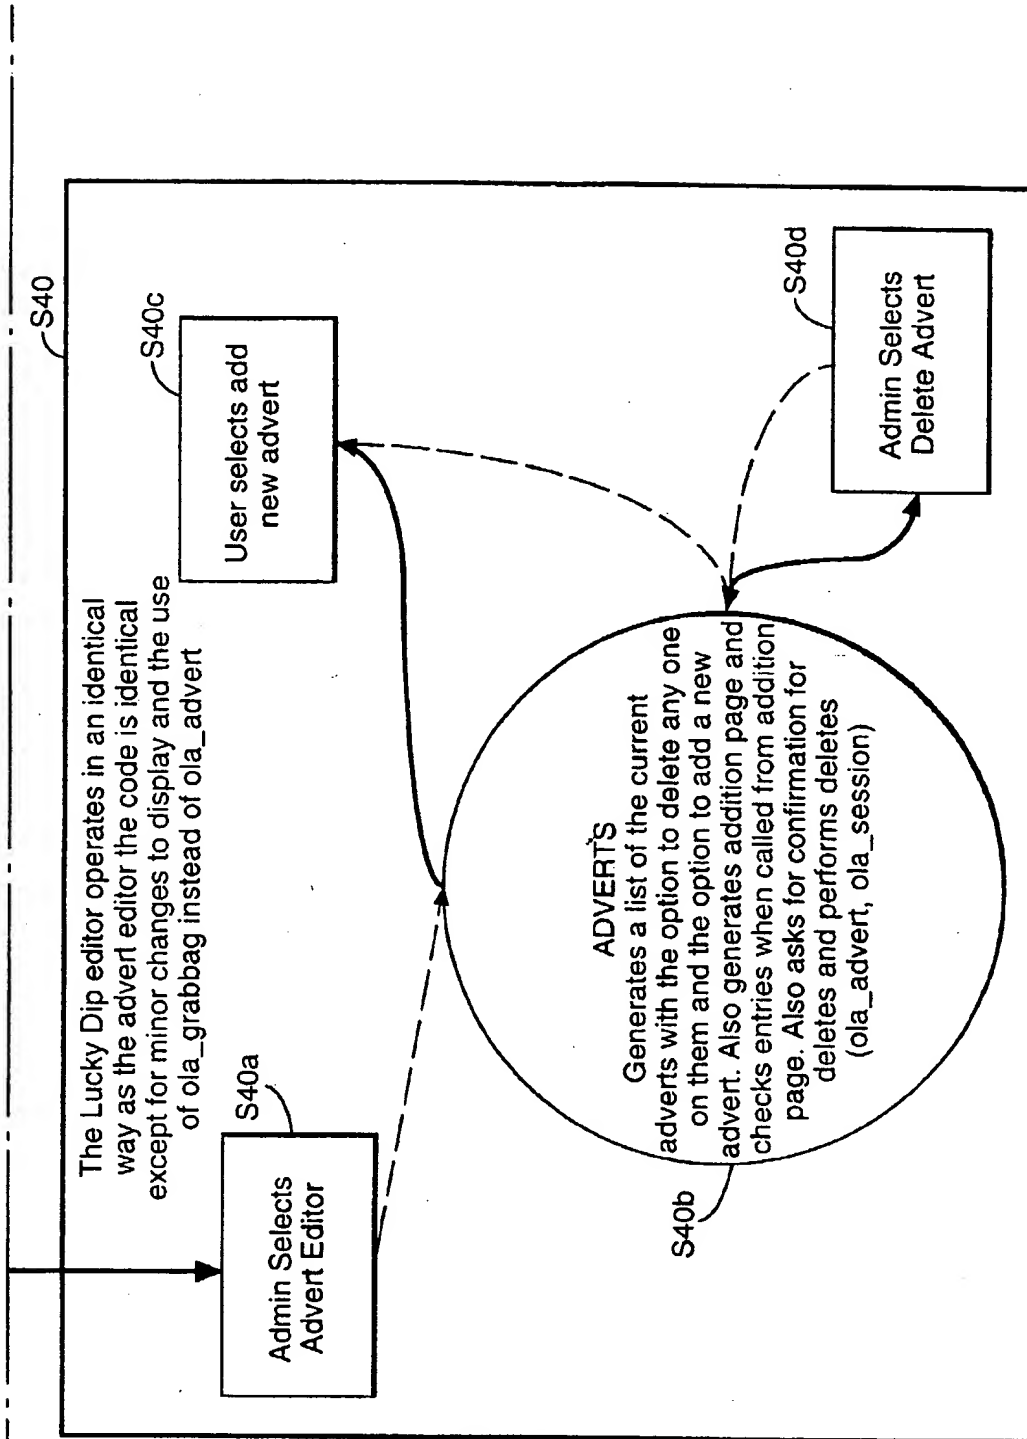 S40
The Lucky Dip editor operates in an identical
way as the advert editor the code is identical
except for minor changes to display and the use
of ola_grabbag instead of ola_advert
S40a
Admin Selects
Advert Editor
S40c
User selects add
new advert
S40b
ADVERTS
Generates a list of the current
adverts with the option to delete any one
on them and the option to add a new
advert. Also generates addition page and
checks entries when called from addition
page. Also asks for confirmation for
deletes and performs deletes
(ola_advert, ola_session)
S40d
Admin Selects
Delete Advert